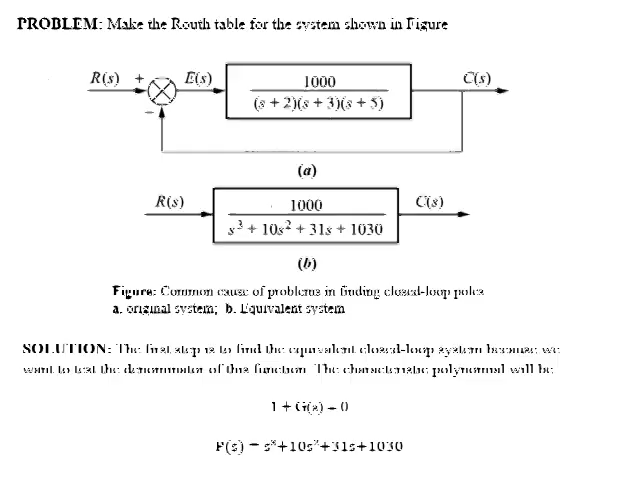 PROBLEM: Make the Routh table for the system shown in Figure
R(s) + E(s) 1000 C(s)
(s + 2)(s + 3)(s + 5)
−
(a)
R(s) 1000 C(s)
s³ + 10s² + 31s + 1030
(b)
Figure: Common cause of problems in finding closed-loop poles
a. original system; b. Equivalent system
SOLUTION: The first step is to find the equivalent closed-loop system because we
want to test the denominator of this function. The characteristic polynomial will be
1 + G(s) = 0
P(s) = s³+10s²+31s+1030